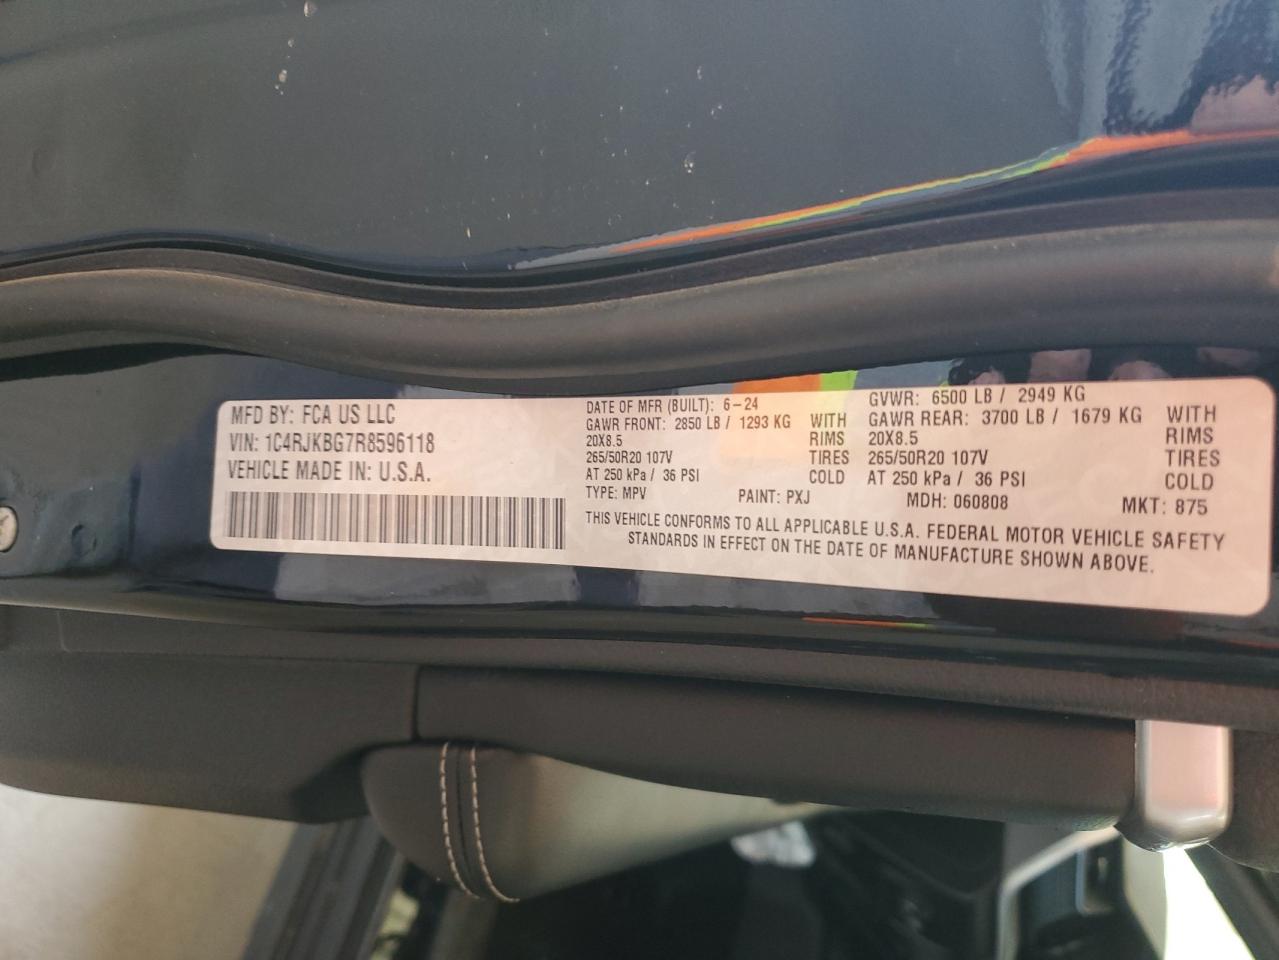 MFD BY: FCA US LLC
VIN: 1C4RJKBG7R8596118
VEHICLE MADE IN: U.S.A.
DATE OF MFR (BUILT): 6-24
GAWR FRONT: 2850 LB / 1293 KG WITH
20X8.5 RIMS
265/50R20 107V TIRES
AT 250 kPa / 36 PSI COLD
GVWR: 6500 LB / 2949 KG
GAWR REAR: 3700 LB / 1679 KG WITH
20X8.5 RIMS
265/50R20 107V TIRES
AT 250 kPa / 36 PSI COLD
TYPE: MPV PAINT: PXJ MDH: 060808 MKT: 875
THIS VEHICLE CONFORMS TO ALL APPLICABLE U.S.A. FEDERAL MOTOR VEHICLE SAFETY
STANDARDS IN EFFECT ON THE DATE OF MANUFACTURE SHOWN ABOVE.